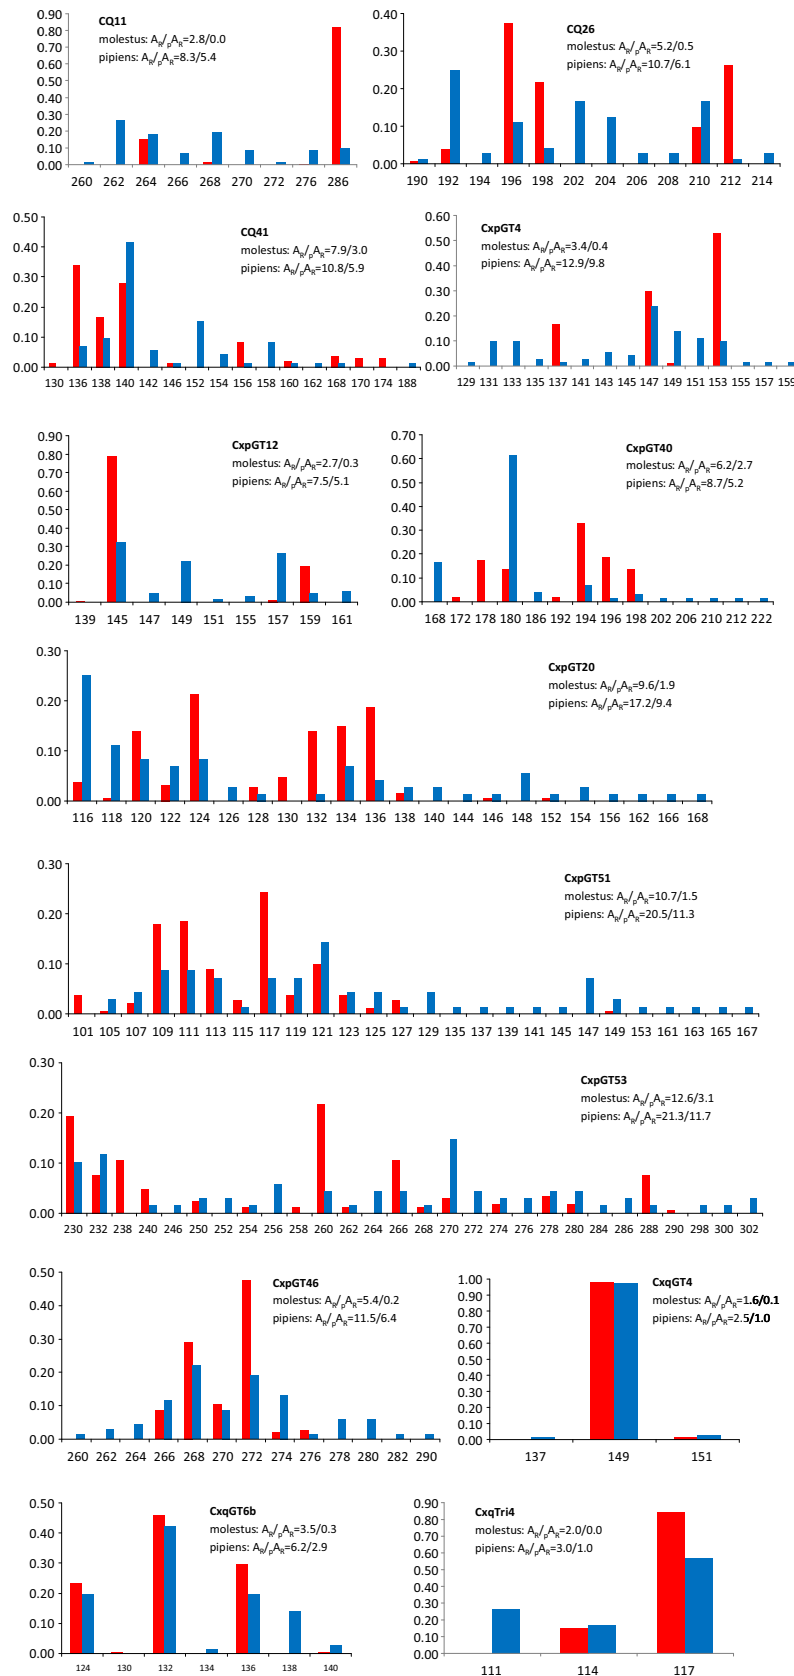 CQ11
molestus: AR/pAR=2.8/0.0
pipiens: AR/pAR=8.3/5.4
0.90
0.80
0.70
0.60
0.50
0.40
0.30
0.20
0.10
0.00
260 262 264 266 268 270 272 276 286
CQ26
molestus: AR/pAR=5.2/0.5
pipiens: AR/pAR=10.7/6.1
0.40
0.30
0.20
0.10
0.00
190 192 194 196 198 202 204 206 208 210 212 214
CQ41
molestus: AR/pAR=7.9/3.0
pipiens: AR/pAR=10.8/5.9
0.50
0.40
0.30
0.20
0.10
0.00
130 136 138 140 142 146 152 154 156 158 160 162 168 170 174 188
CxpGT4
molestus: AR/pAR=3.4/0.4
pipiens: AR/pAR=12.9/9.8
0.60
0.50
0.40
0.30
0.20
0.10
0.00
129 131 133 135 137 141 143 145 147 149 151 153 155 157 159
CxpGT12
molestus: AR/pAR=2.7/0.3
pipiens: AR/pAR=7.5/5.1
0.90
0.80
0.70
0.60
0.50
0.40
0.30
0.20
0.10
0.00
139 145 147 149 151 155 157 159 161
CxpGT40
molestus: AR/pAR=6.2/2.7
pipiens: AR/pAR=8.7/5.2
0.70
0.60
0.50
0.40
0.30
0.20
0.10
0.00
168 172 178 180 186 192 194 196 198 202 206 210 212 222
CxpGT20
molestus: AR/pAR=9.6/1.9
pipiens: AR/pAR=17.2/9.4
0.30
0.20
0.10
0.00
116 118 120 122 124 126 128 130 132 134 136 138 140 144 146 148 152 154 156 162 166 168
CxpGT51
molestus: AR/pAR=10.7/1.5
pipiens: AR/pAR=20.5/11.3
0.30
0.20
0.10
0.00
101 105 107 109 111 113 115 117 119 121 123 125 127 129 135 137 139 141 145 147 149 153 161 163 165 167
CxpGT53
molestus: AR/pAR=12.6/3.1
pipiens: AR/pAR=21.3/11.7
0.30
0.20
0.10
0.00
230 232 238 240 246 250 252 254 256 258 260 262 264 266 268 270 272 274 276 278 280 284 286 288 290 298 300 302
CxpGT46
molestus: AR/pAR=5.4/0.2
pipiens: AR/pAR=11.5/6.4
0.50
0.40
0.30
0.20
0.10
0.00
260 262 264 266 268 270 272 274 276 278 280 282 290
CxqGT4
molestus: AR/pAR=1.6/0.1
pipiens: AR/pAR=2.5/1.0
1.00
0.90
0.80
0.70
0.60
0.50
0.40
0.30
0.20
0.10
0.00
137 149 151
CxqGT6b
molestus: AR/pAR=3.5/0.3
pipiens: AR/pAR=6.2/2.9
0.50
0.40
0.30
0.20
0.10
0.00
124 130 132 134 136 138 140
CxqTri4
molestus: AR/pAR=2.0/0.0
pipiens: AR/pAR=3.0/1.0
0.90
0.80
0.70
0.60
0.50
0.40
0.30
0.20
0.10
0.00
111 114 117